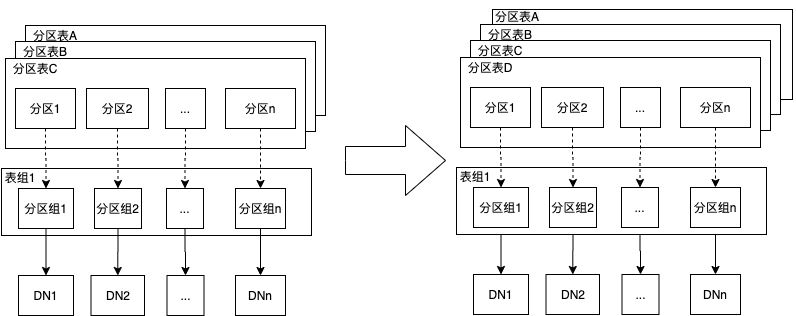 分区表A
分区表B
分区表C
分区1
分区2
...
分区n
表组1
分区组1
分区组2
...
分区组n
DN1
DN2
...
DNn
分区表A
分区表B
分区表C
分区表D
分区1
分区2
...
分区n
表组1
分区组1
分区组2
...
分区组n
DN1
DN2
...
DNn